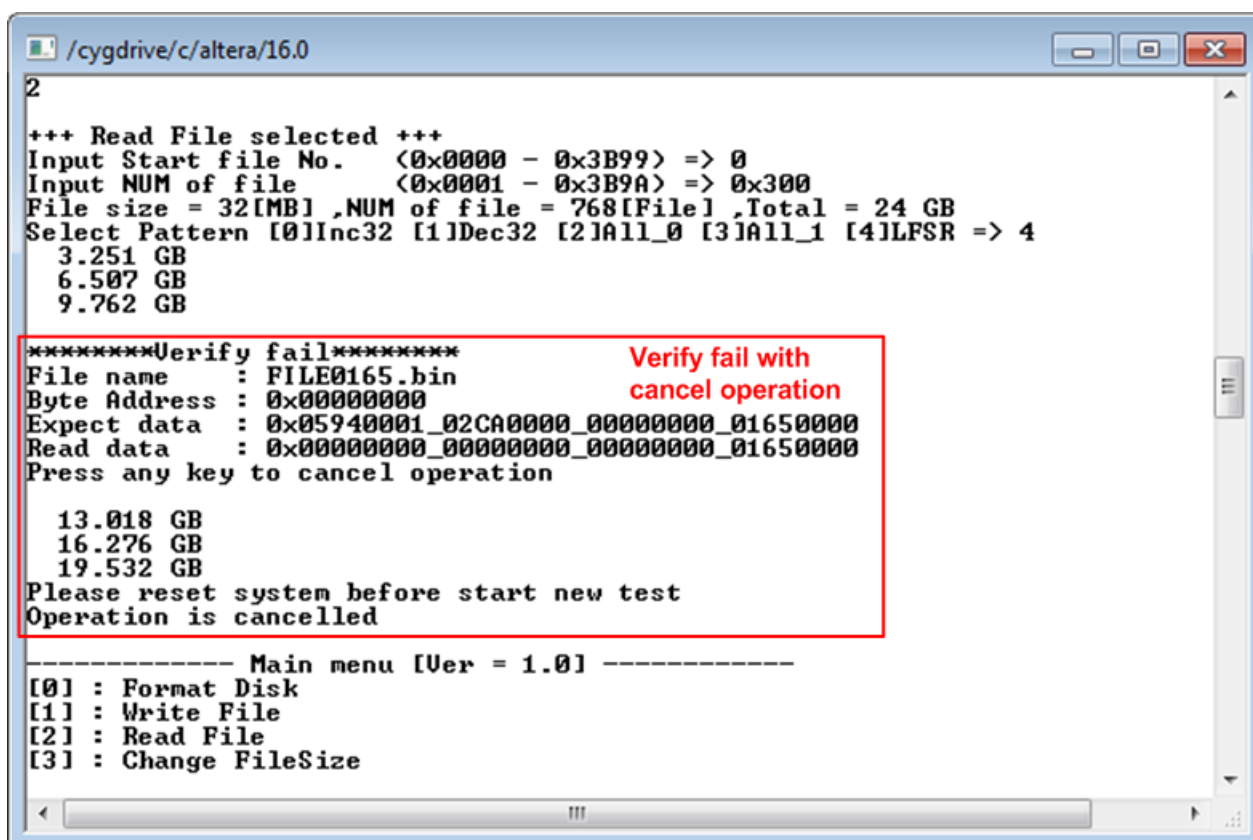 /cygdrive/c/altera/16.0
2
+++ Read File selected +++
Input Start file No.   (0x0000 - 0x3B99) => 0
Input NUM of file      (0x0001 - 0x3B9A) => 0x300
File size = 32[MB] ,NUM of file = 768[File] ,Total = 24 GB
Select Pattern [0]Inc32 [1]Dec32 [2]All_0 [3]All_1 [4]LFSR => 4
3.251 GB
6.507 GB
9.762 GB
********Verify fail********
Verify fail with
cancel operation
File name    : FILE0165.bin
Byte Address : 0x00000000
Expect data  : 0x05940001_02CA0000_00000000_01650000
Read data    : 0x00000000_00000000_00000000_01650000
Press any key to cancel operation
13.018 GB
16.276 GB
19.532 GB
Please reset system before start new test
Operation is cancelled
------------- Main menu [Ver = 1.0] ------------
[0] : Format Disk
[1] : Write File
[2] : Read File
[3] : Change FileSize